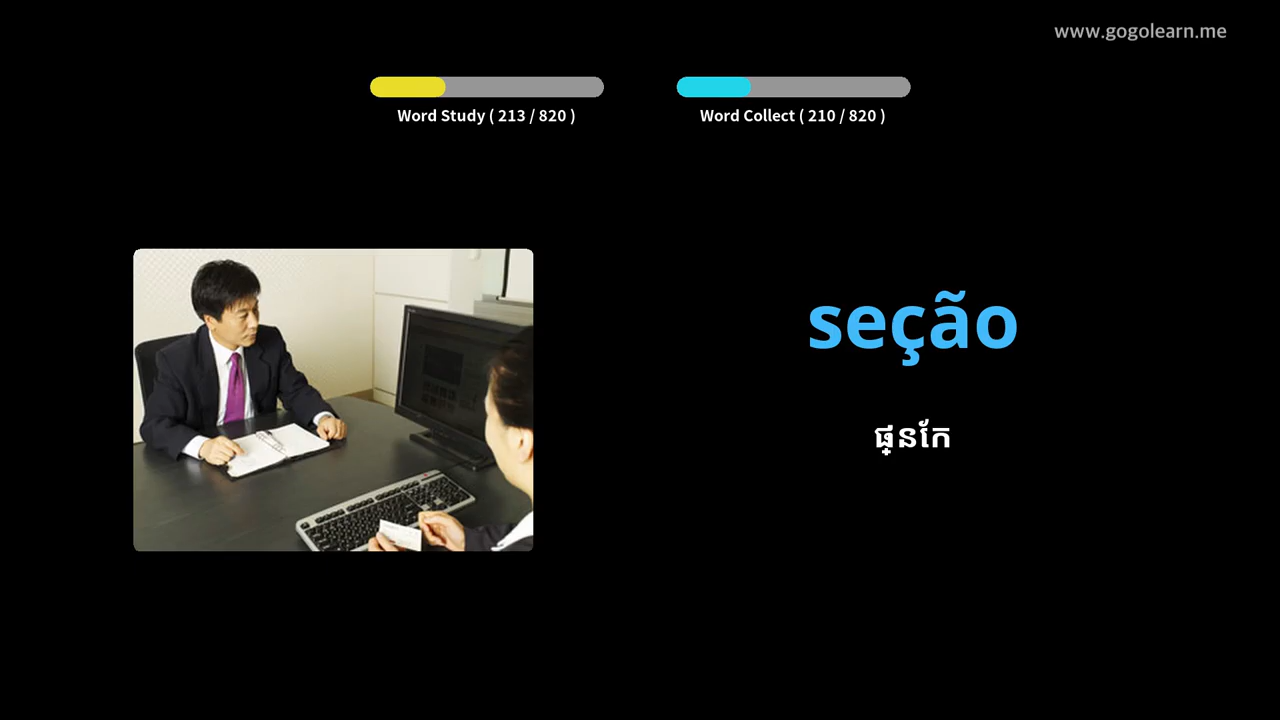 www.gogolearn.me
Word Study ( 213 / 820 )
Word Collect ( 210 / 820 )
seção
ផ្នែក